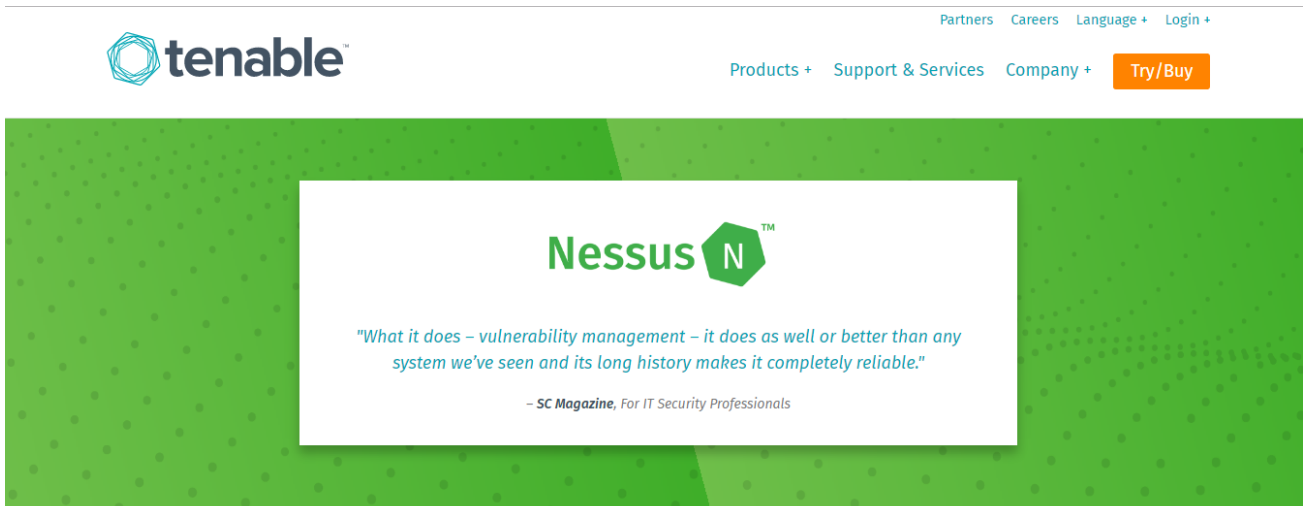 Partners Careers Language + Login +
tenable™
Products + Support & Services Company + Try/Buy
Nessus N™
"What it does – vulnerability management – it does as well or better than any
system we’ve seen and its long history makes it completely reliable."
– SC Magazine, For IT Security Professionals